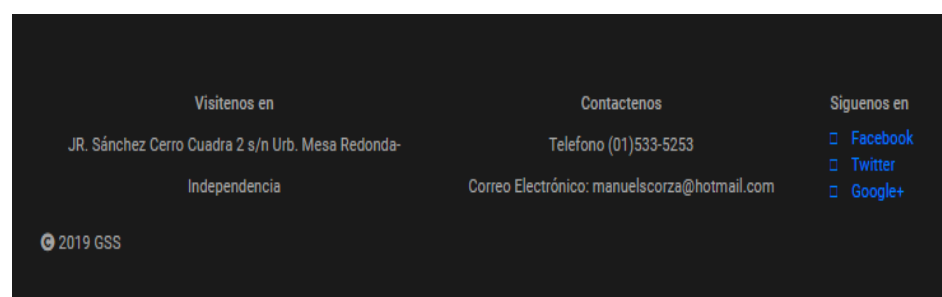 Visitenos en
JR. Sánchez Cerro Cuadra 2 s/n Urb. Mesa Redonda-
Independencia
Contactenos
Telefono (01)533-5253
Correo Electrónico: manuelscorza@hotmail.com
Siguenos en
Facebook
Twitter
Google+
© 2019 GSS